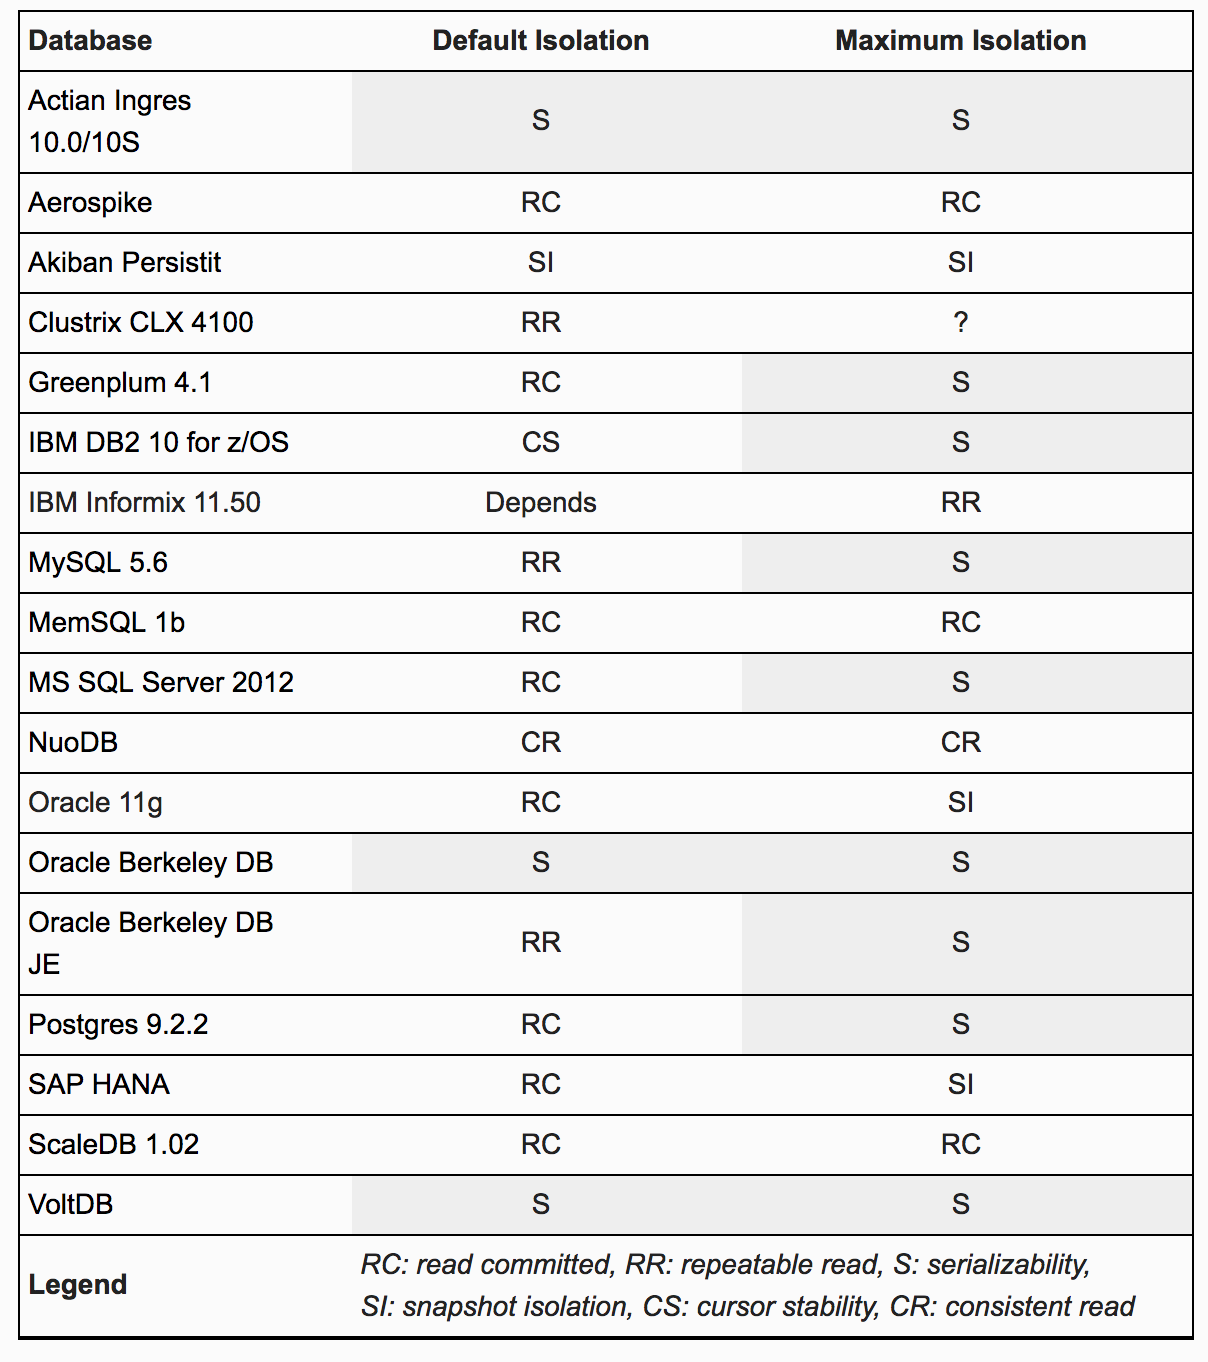 Database Default Isolation Maximum Isolation
Actian Ingres
10.0/10S S S
Aerospike RC RC
Akiban Persistit SI SI
Clustrix CLX 4100 RR ?
Greenplum 4.1 RC S
IBM DB2 10 for z/OS CS S
IBM Informix 11.50 Depends RR
MySQL 5.6 RR S
MemSQL 1b RC RC
MS SQL Server 2012 RC S
NuoDB CR CR
Oracle 11g RC SI
Oracle Berkeley DB S S
Oracle Berkeley DB
JE RR S
Postgres 9.2.2 RC S
SAP HANA RC SI
ScaleDB 1.02 RC RC
VoltDB S S
Legend RC: read committed, RR: repeatable read, S: serializability,
SI: snapshot isolation, CS: cursor stability, CR: consistent read